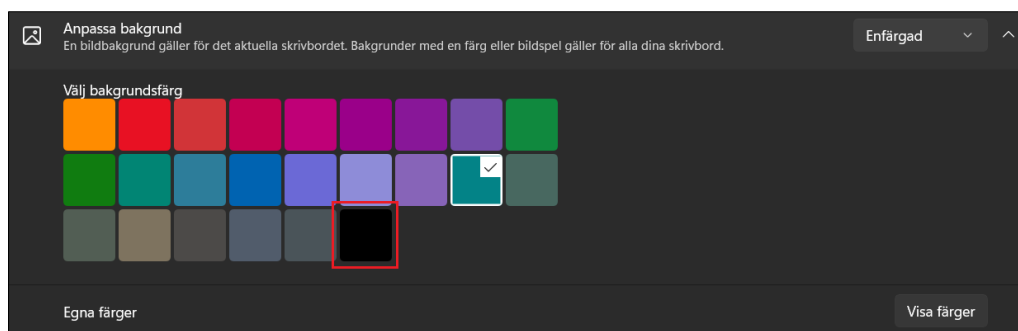 Anpassa bakgrund
En bildbakgrund gäller för det aktuella skrivbordet. Bakgrunder med en färg eller bildspel gäller för alla dina skrivbord.
Enfärgad
Välj bakgrundsfärg
Egna färger
Visa färger